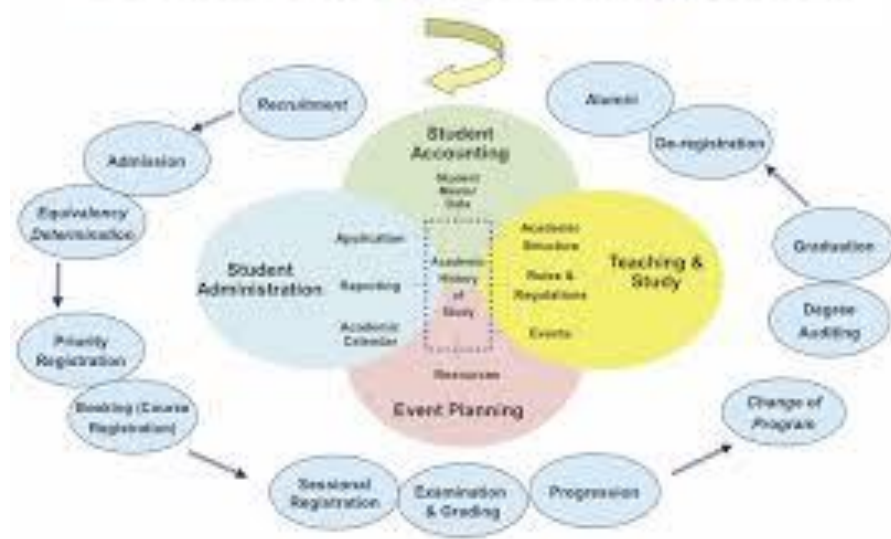 Recruitment
Admission
Equivalency
Determination
Priority
Registration
Booking (Course
Registration)
Sessional
Registration
Examination
& Grading
Progression
Change of
Program
Degree
Auditing
Graduation
De-registration
Alumni
Student
Accounting
Student
Master
Data
Student
Administration
Application
Reporting
Academic
Calendar
Academic
History
of
Study
Academic
Structure
Rules &
Regulations
Events
Teaching &
Study
Resources
Event Planning